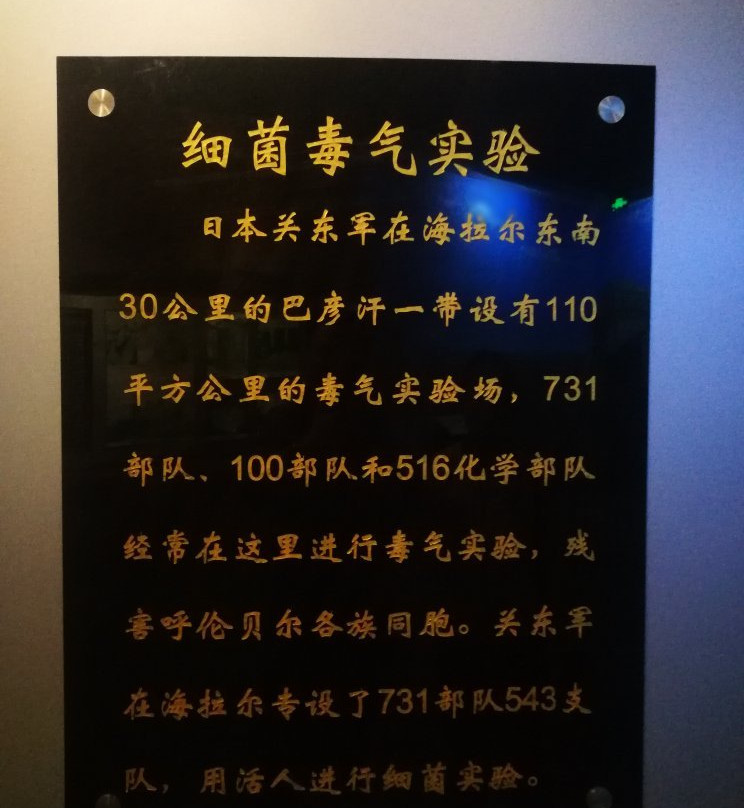 细菌毒气实验
日本关东军在海拉尔东南
30公里的巴彦汗一带设有110
平方公里的毒气实验场，731
部队、100部队和516化学部队
经常在这里进行毒气实验，残
害呼伦贝尔各族同胞。关东军
在海拉尔专设了731部队543支
队，用活人进行细菌实验。